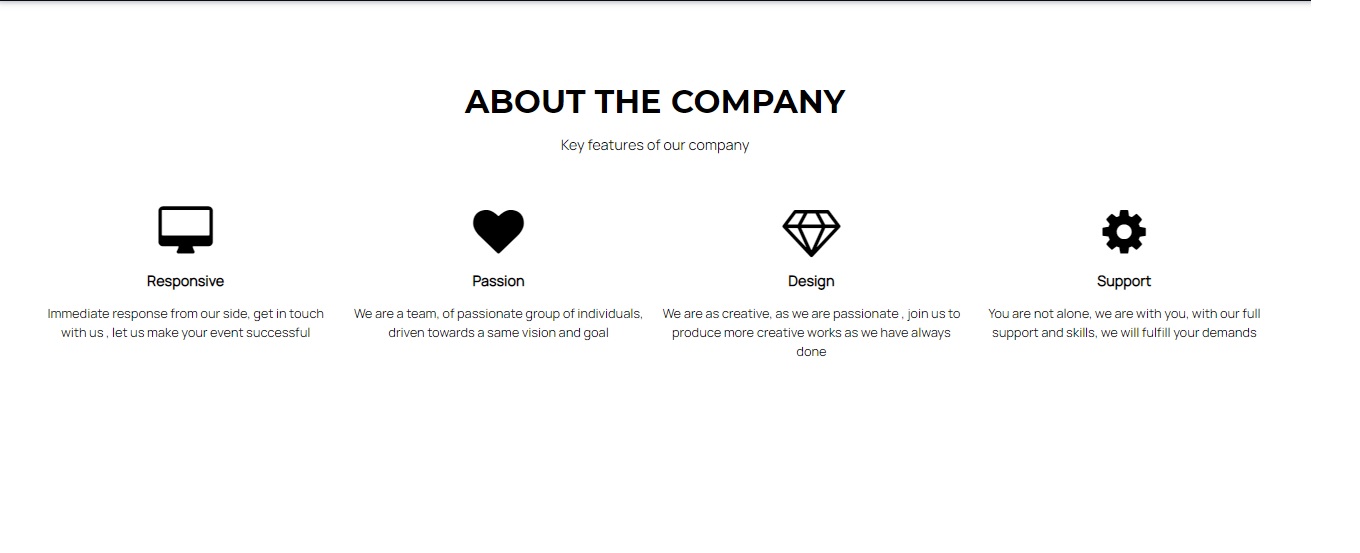 ABOUT THE COMPANY
Key features of our company
Responsive
Immediate response from our side, get in touch
with us , let us make your event successful
Passion
We are a team, of passionate group of individuals,
driven towards a same vision and goal
Design
We are as creative, as we are passionate , join us to
produce more creative works as we have always
done
Support
You are not alone, we are with you, with our full
support and skills, we will fulfill your demands